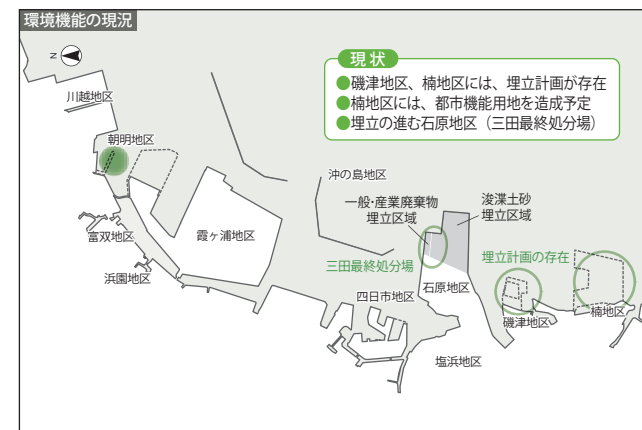 環境機能の現況
N
現状
●磯津地区、楠地区には、埋立計画が存在
●楠地区には、都市機能用地を造成予定
●埋立の進む石原地区（三田最終処分場）
川越地区
朝明地区
沖の島地区
一般・産業廃棄物
埋立区域
浚渫土砂
埋立区域
富双地区
霞ヶ浦地区
三田最終処分場
埋立計画の存在
浜園地区
四日市地区
石原地区
磯津地区
楠地区
塩浜地区